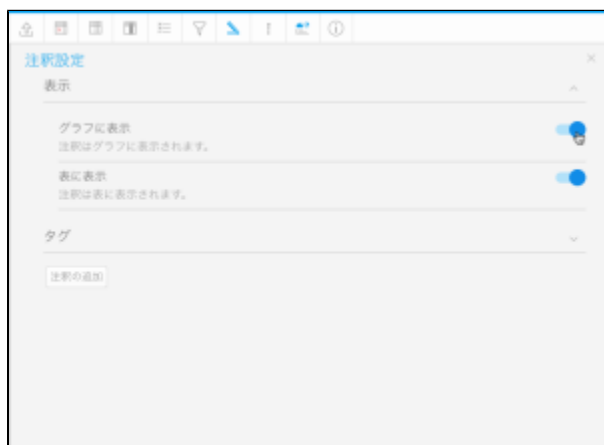 注釈設定
表示
グラフに表示
注釈はグラフに表示されます。
表に表示
注釈は表に表示されます。
タグ
注釈の追加